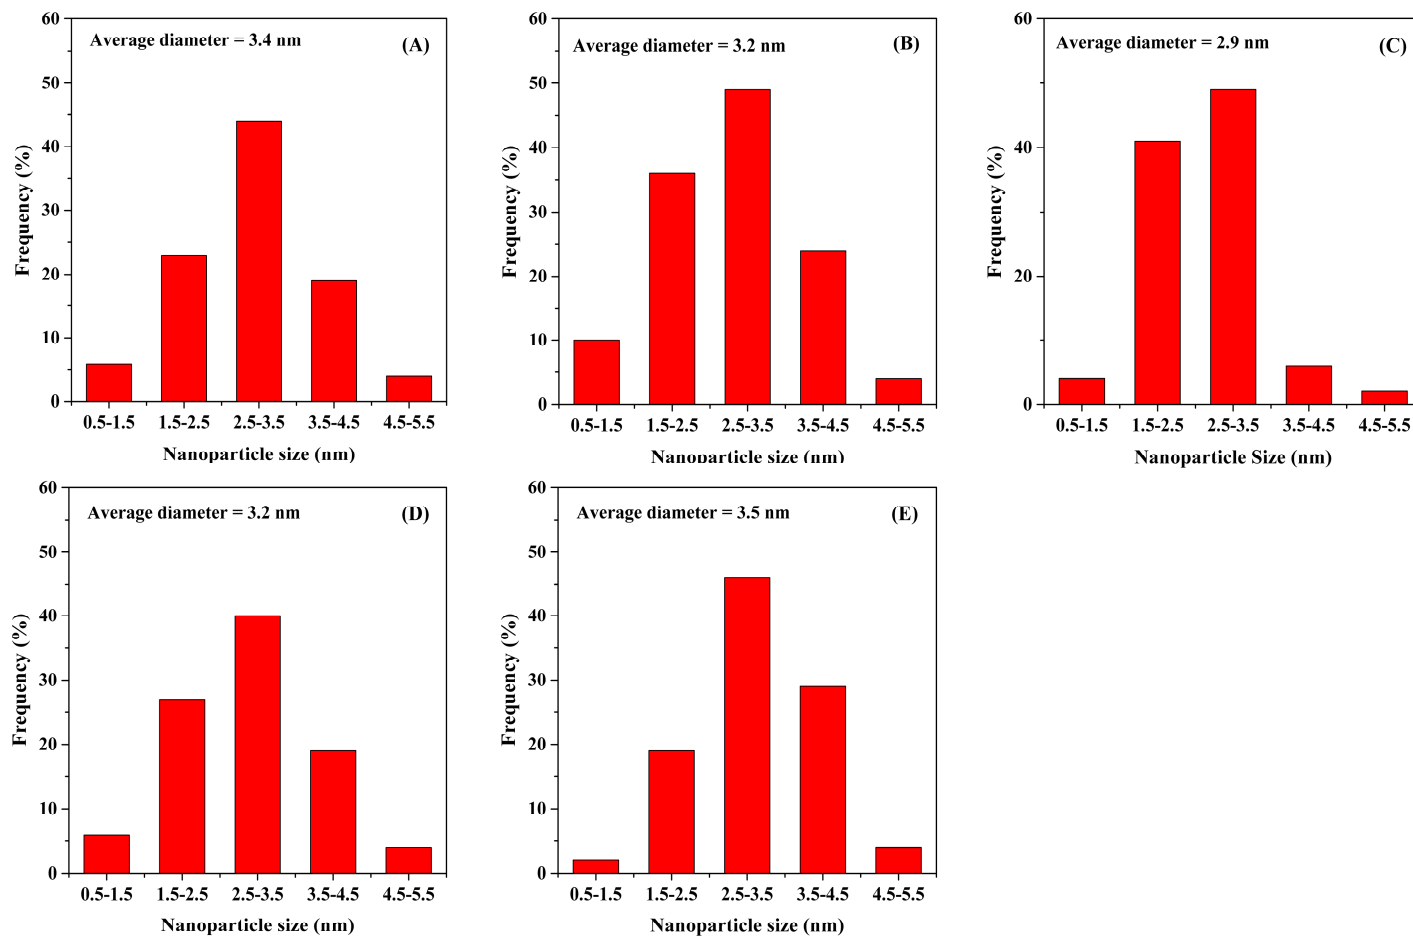 Average diameter = 3.4 nm (A)
Frequency (%)
60
50
40
30
20
10
0
0.5-1.5 1.5-2.5 2.5-3.5 3.5-4.5 4.5-5.5
Nanoparticle size (nm)
Average diameter = 3.2 nm (B)
Frequency (%)
60
50
40
30
20
10
0
0.5-1.5 1.5-2.5 2.5-3.5 3.5-4.5 4.5-5.5
Nanoparticle size (nm)
Average diameter = 2.9 nm (C)
Frequency (%)
60
40
20
0
0.5-1.5 1.5-2.5 2.5-3.5 3.5-4.5 4.5-5.5
Nanoparticle Size (nm)
Average diameter = 3.2 nm (D)
Frequency (%)
60
50
40
30
20
10
0
0.5-1.5 1.5-2.5 2.5-3.5 3.5-4.5 4.5-5.5
Nanoparticle size (nm)
Average diameter = 3.5 nm (E)
Frequency (%)
60
50
40
30
20
10
0
0.5-1.5 1.5-2.5 2.5-3.5 3.5-4.5 4.5-5.5
Nanoparticle size (nm)